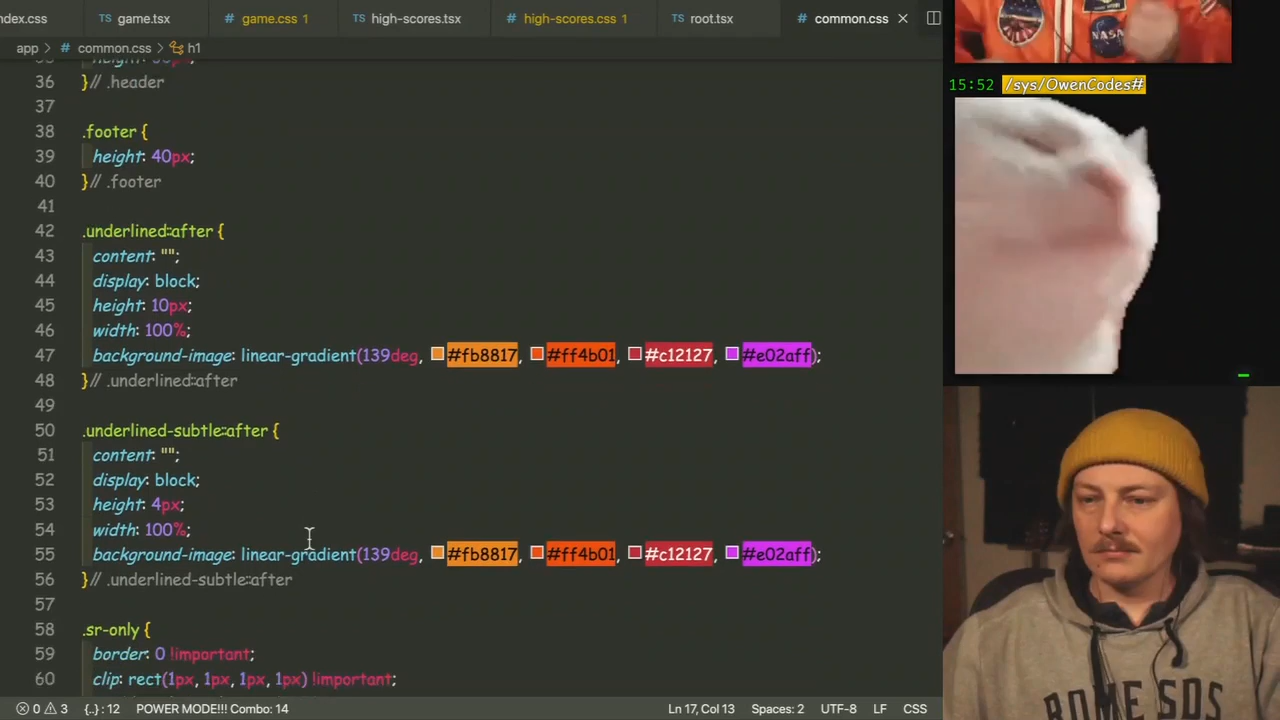 ndex.css game.tsx game.css 1 high-scores.tsx high-scores.css 1 root.tsx common.css
app > common.css > h1
36 }// .header
37
38 .footer {
39 height: 40px;
40 }// .footer
41
42 .underlined::after {
43 content: "";
44 display: block;
45 height: 10px;
46 width: 100%;
47 background-image: linear-gradient(139deg, #fb8817, #ff4b01, #c12127, #e02aff);
48 }// .underlined::after
49
50 .underlined-subtle::after {
51 content: "";
52 display: block;
53 height: 4px;
54 width: 100%;
55 background-image: linear-gradient(139deg, #fb8817, #ff4b01, #c12127, #e02aff);
56 }// .underlined-subtle::after
57
58 .sr-only {
59 border: 0 !important;
60 clip: rect(1px, 1px, 1px, 1px) !important;
0 3 {..} : 12 POWER MODE!!! Combo: 14 Ln 17, Col 13 Spaces: 2 UTF-8 LF CSS
NASA
15:52 /sys/OwenCodes#